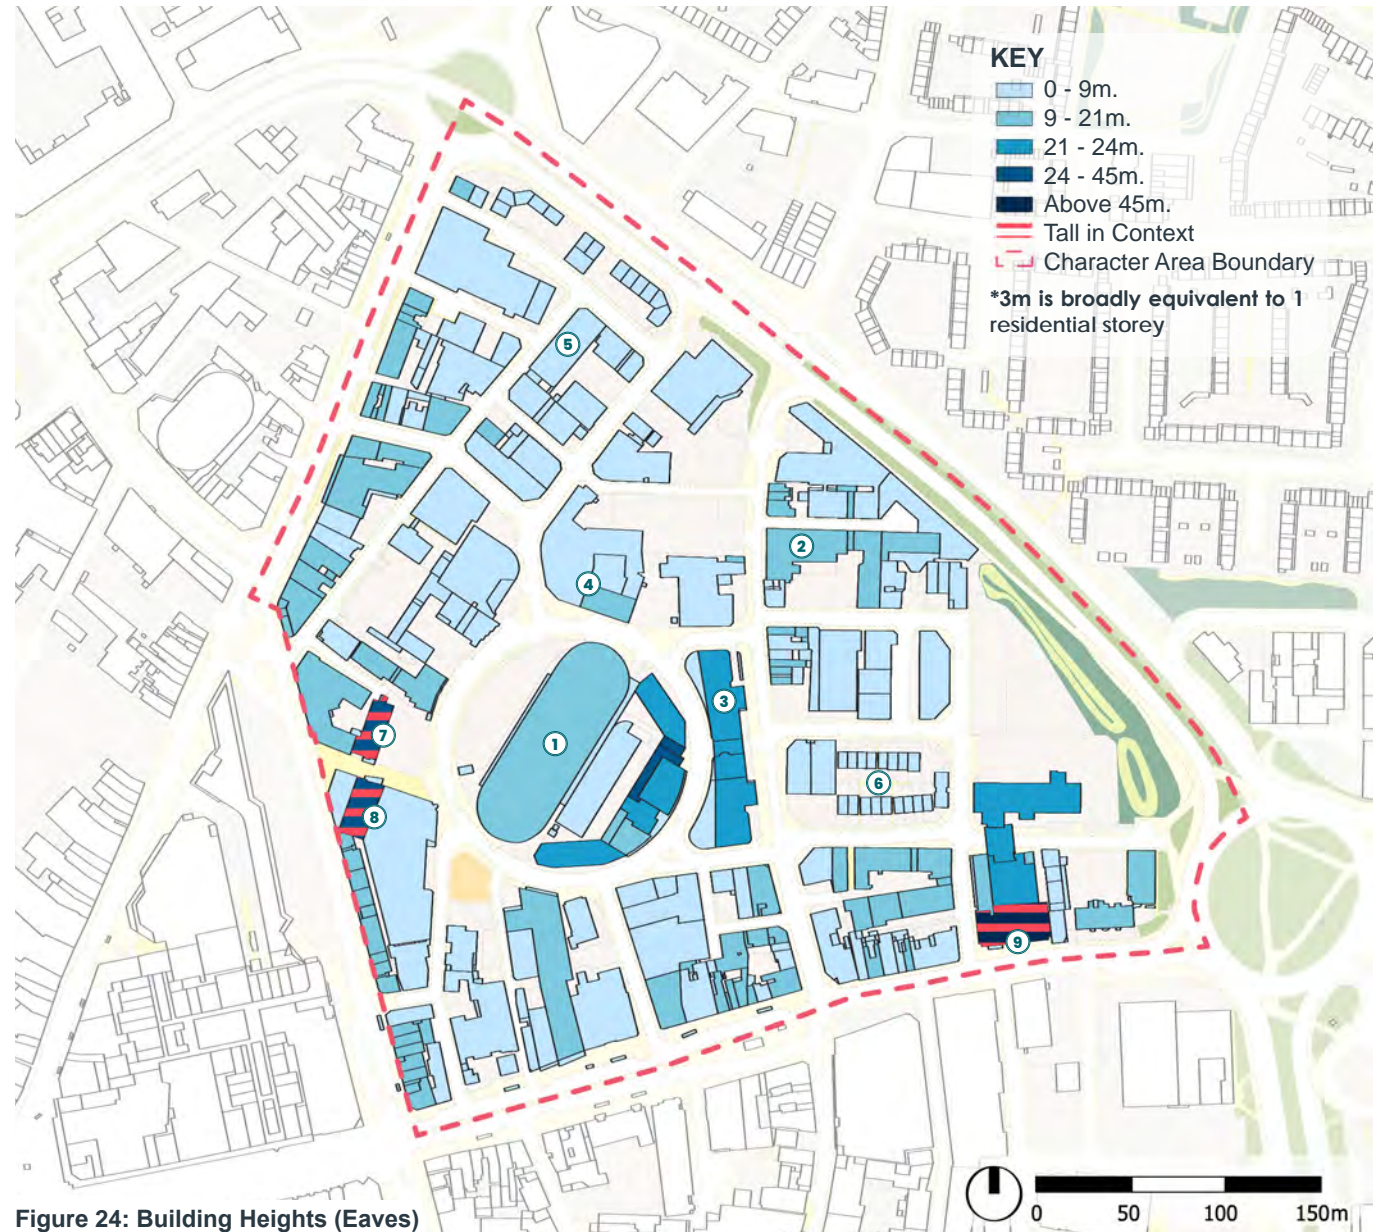 KEY
0 - 9m.
9 - 21m.
21 - 24m.
24 - 45m.
Above 45m.
Tall in Context
Character Area Boundary
*3m is broadly equivalent to 1
residential storey
5
2
4
3
1
7
6
8
9
0 50 100 150m
Figure 24: Building Heights (Eaves)